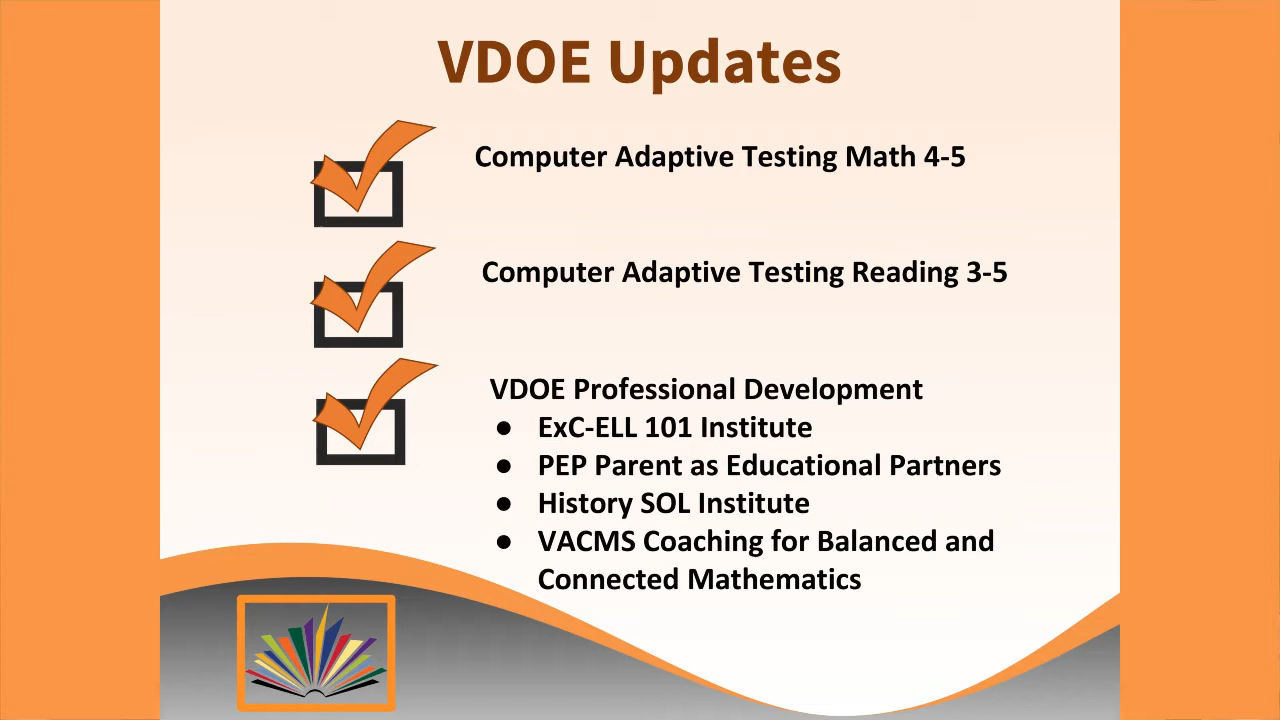 VDOE Updates
Computer Adaptive Testing Math 4-5
Computer Adaptive Testing Reading 3-5
VDOE Professional Development
● ExC-ELL 101 Institute
● PEP Parent as Educational Partners
● History SOL Institute
● VACMS Coaching for Balanced and
Connected Mathematics